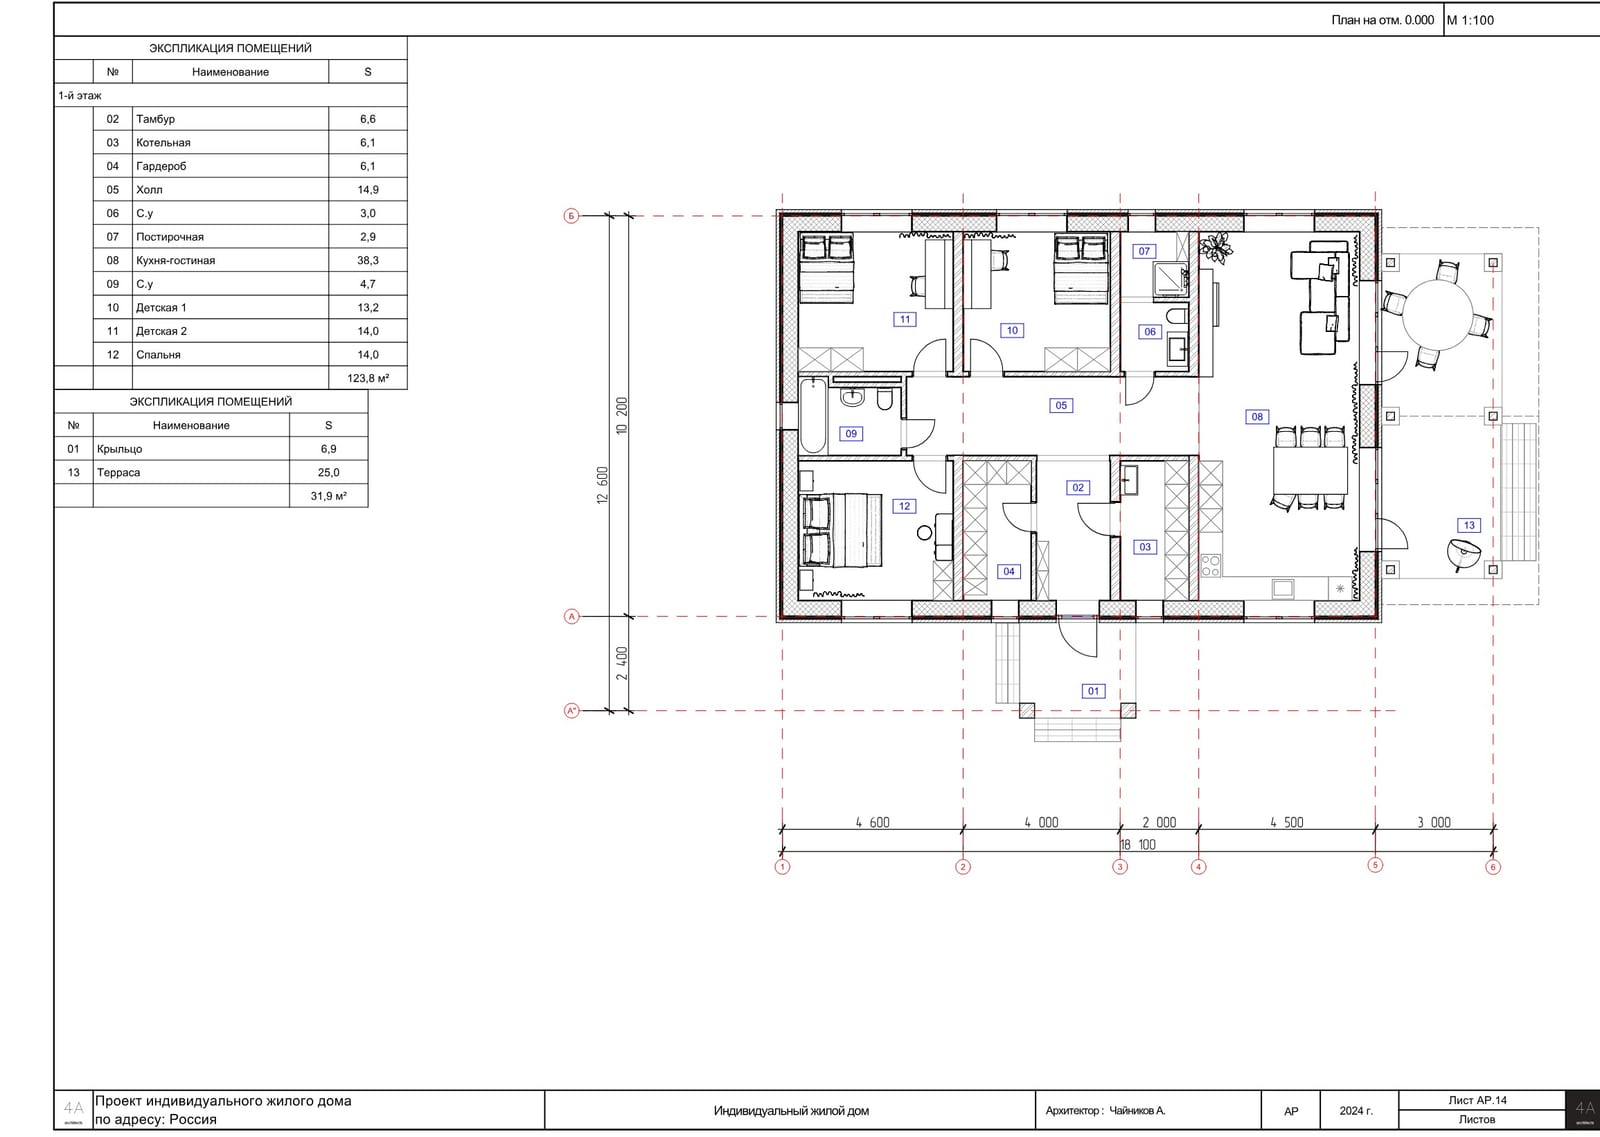 План на отм. 0.000 М 1:100
ЭКСПЛИКАЦИЯ ПОМЕЩЕНИЙ
№ Наименование S
1-й этаж
02 Тамбур 6,6
03 Котельная 6,1
04 Гардероб 6,1
05 Холл 14,9
06 С.у 3,0
07 Постирочная 2,9
08 Кухня-гостиная 38,3
09 С.у 4,7
10 Детская 1 13,2
11 Детская 2 14,0
12 Спальня 14,0
123,8 м²
ЭКСПЛИКАЦИЯ ПОМЕЩЕНИЙ
№ Наименование S
01 Крыльцо 6,9
13 Терраса 25,0
31,9 м²
Б
07
11
10
06
10 200
05
08
09
12 600
02
12
13
03
04
А
2 400
01
А"
4 600 4 000 2 000 4 500 3 000
18 100
1 2 3 4 5 6
4A
Проект индивидуального жилого дома
по адресу: Россия
Индивидуальный жилой дом
Архитектор : Чайников А.
АР
2024 г.
Лист АР.14
Листов
4A